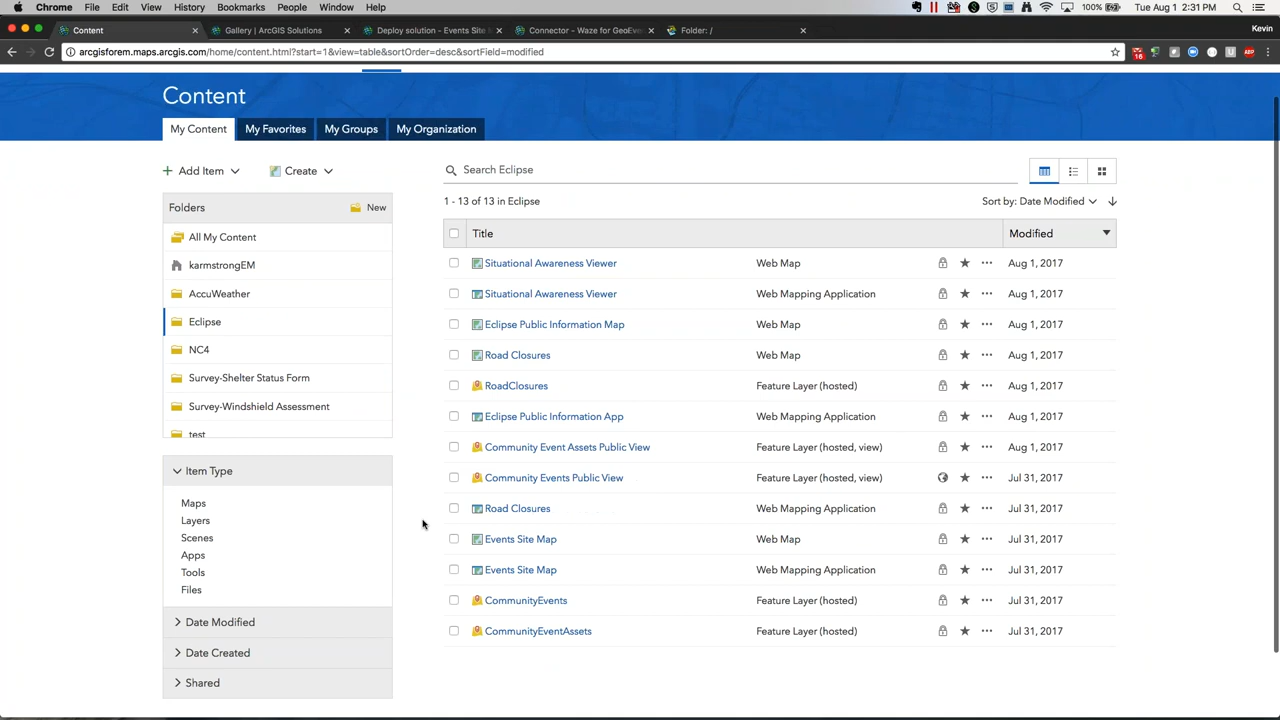 Chrome File Edit View History Bookmarks People Window Help 100% Tue Aug 1 2:31 PM
Content Gallery | ArcGIS Solutions Deploy solution - Events Site Connector - Waze for GeoEven Folder: / Kevin
arcgisforem.maps.arcgis.com/home/content.html?start=1&view=table&sortOrder=desc&sortField=modified
16 ABP
Content
My Content My Favorites My Groups My Organization
Add Item Create Search Eclipse
1 - 13 of 13 in Eclipse Sort by: Date Modified
Folders New
Title Modified
All My Content
karmstrongEM
AccuWeather
Eclipse
NC4
Survey-Shelter Status Form
Survey-Windshield Assessment
test
Situational Awareness Viewer Web Map Aug 1, 2017
Situational Awareness Viewer Web Mapping Application Aug 1, 2017
Eclipse Public Information Map Web Map Aug 1, 2017
Road Closures Web Map Aug 1, 2017
RoadClosures Feature Layer (hosted) Aug 1, 2017
Eclipse Public Information App Web Mapping Application Aug 1, 2017
Community Event Assets Public View Feature Layer (hosted, view) Aug 1, 2017
Community Events Public View Feature Layer (hosted, view) Jul 31, 2017
Road Closures Web Mapping Application Jul 31, 2017
Events Site Map Web Map Jul 31, 2017
Events Site Map Web Mapping Application Jul 31, 2017
CommunityEvents Feature Layer (hosted) Jul 31, 2017
CommunityEventAssets Feature Layer (hosted) Jul 31, 2017
Item Type
Maps
Layers
Scenes
Apps
Tools
Files
Date Modified
Date Created
Shared